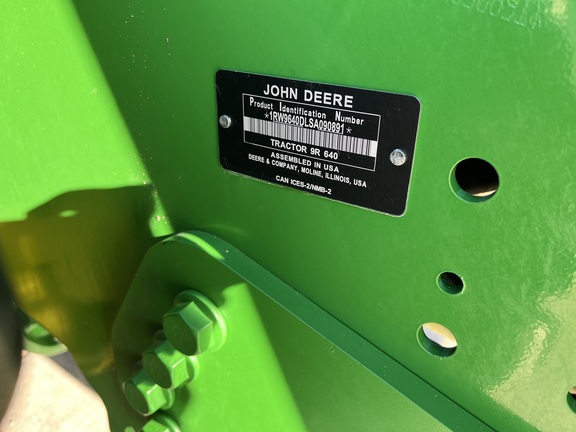 JOHN DEERE
Product Identification Number
*1RW9640DLSA090891*
TRACTOR 9R 640
ASSEMBLED IN USA
DEERE & COMPANY, MOLINE, ILLINOIS, USA
CAN ICES-2/NMB-2